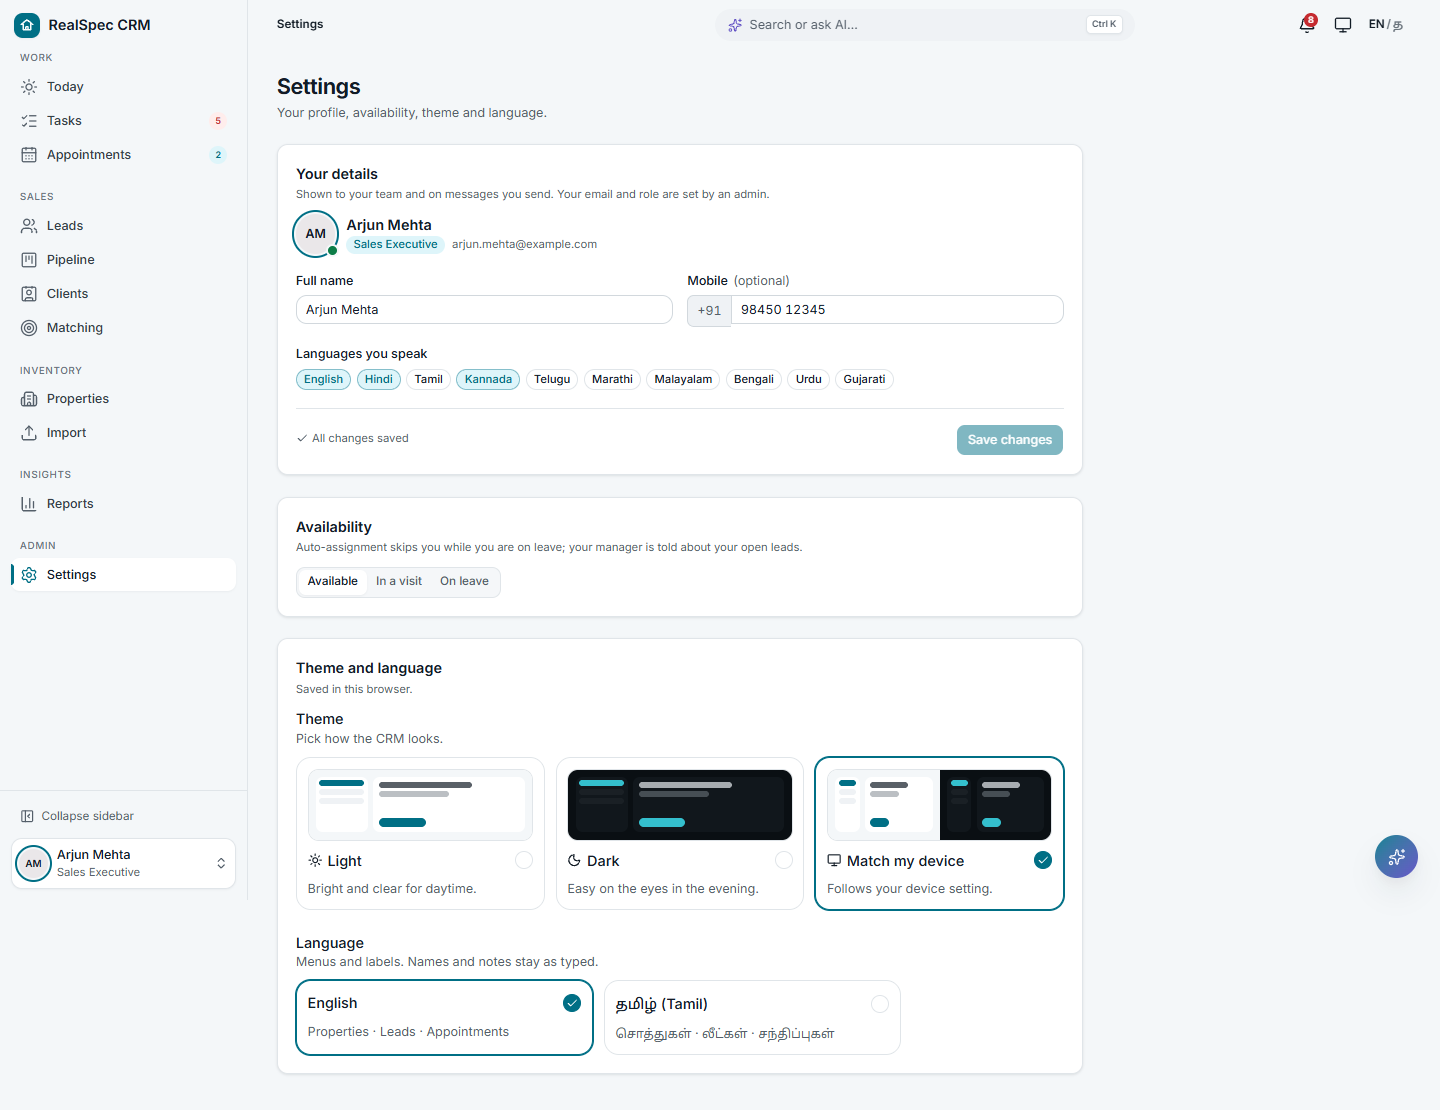 RealSpec CRM
Settings
Search or ask AI...
Ctrl K
8
EN / த
WORK
Today
Tasks
5
Appointments
2
SALES
Leads
Pipeline
Clients
Matching
INVENTORY
Properties
Import
INSIGHTS
Reports
ADMIN
Settings
Collapse sidebar
AM
Arjun Mehta
Sales Executive
Settings
Your profile, availability, theme and language.
Your details
Shown to your team and on messages you send. Your email and role are set by an admin.
AM
Arjun Mehta
Sales Executive arjun.mehta@example.com
Full name
Arjun Mehta
Mobile (optional)
+91 98450 12345
Languages you speak
English Hindi Tamil Kannada Telugu Marathi Malayalam Bengali Urdu Gujarati
All changes saved
Save changes
Availability
Auto-assignment skips you while you are on leave; your manager is told about your open leads.
Available In a visit On leave
Theme and language
Saved in this browser.
Theme
Pick how the CRM looks.
Light
Bright and clear for daytime.
Dark
Easy on the eyes in the evening.
Match my device
Follows your device setting.
Language
Menus and labels. Names and notes stay as typed.
English
Properties · Leads · Appointments
தமிழ் (Tamil)
சொத்துகள் · லீட்கள் · சந்திப்புகள்